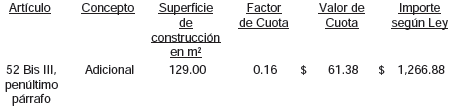 Artículo Concepto Superficie de construcción en m² Factor de Cuota Valor de Cuota Importe según Ley
52 Bis III, penúltimo párrafo Adicional 129.00 0.16 $ 61.38 $ 1,266.88